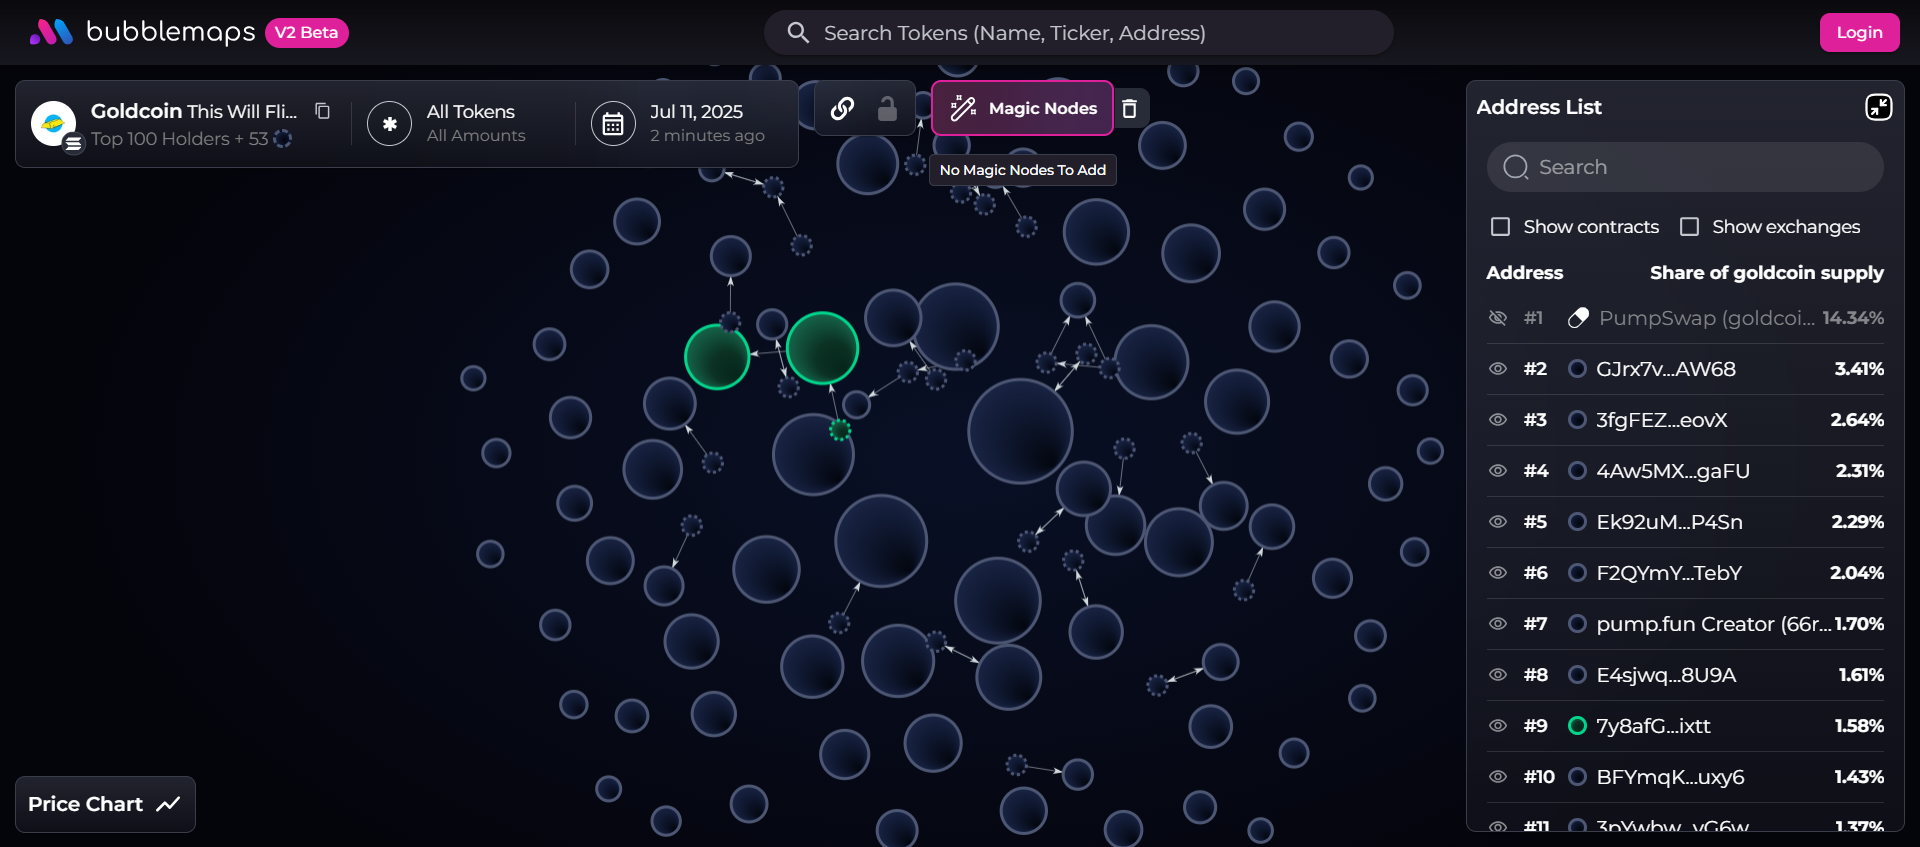 bubblemaps V2 Beta
Search Tokens (Name, Ticker, Address)
Login
Goldcoin This Will Fli...
Top 100 Holders + 53
All Tokens
All Amounts
Jul 11, 2025
2 minutes ago
Magic Nodes
No Magic Nodes To Add
Address List
Search
Show contracts Show exchanges
Address Share of goldcoin supply
#1 PumpSwap (goldcoi... 14.34%
#2 GJrx7v...AW68 3.41%
#3 3fgFEZ...eovX 2.64%
#4 4Aw5MX...gaFU 2.31%
#5 Ek92uM...P4Sn 2.29%
#6 F2QYmY...TebY 2.04%
#7 pump.fun Creator (66r... 1.70%
#8 E4sjwq...8U9A 1.61%
#9 7y8afG...ixtt 1.58%
#10 BFYmqK...uxy6 1.43%
#11 3pYwbw...vG6w 1.37%
Price Chart